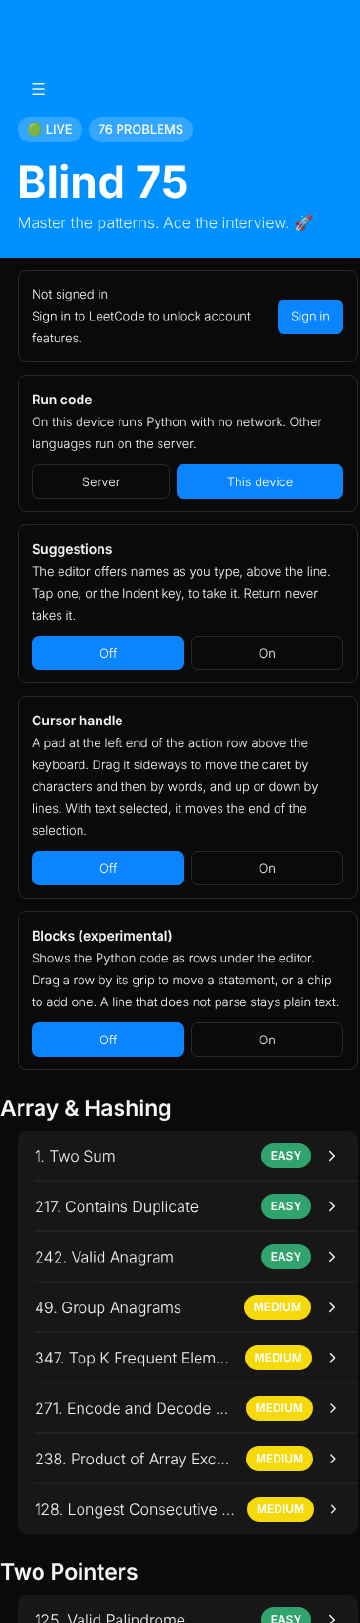 ☰
🟢 LIVE
76 PROBLEMS
Blind 75
Master the patterns. Ace the interview. 🚀
Not signed in
Sign in to LeetCode to unlock account
features.
Sign in
Run code
On this device runs Python with no network. Other
languages run on the server.
Server
This device
Suggestions
The editor offers names as you type, above the line.
Tap one, or the Indent key, to take it. Return never
takes it.
Off
On
Cursor handle
A pad at the left end of the action row above the
keyboard. Drag it sideways to move the caret by
characters and then by words, and up or down by
lines. With text selected, it moves the end of the
selection.
Off
On
Blocks (experimental)
Shows the Python code as rows under the editor.
Drag a row by its grip to move a statement, or a chip
to add one. A line that does not parse stays plain text.
Off
On
Array & Hashing
1. Two Sum EASY
217. Contains Duplicate EASY
242. Valid Anagram EASY
49. Group Anagrams MEDIUM
347. Top K Frequent Elem... MEDIUM
271. Encode and Decode ... MEDIUM
238. Product of Array Exc... MEDIUM
128. Longest Consecutive ... MEDIUM
Two Pointers
125. Valid Palindrome EASY